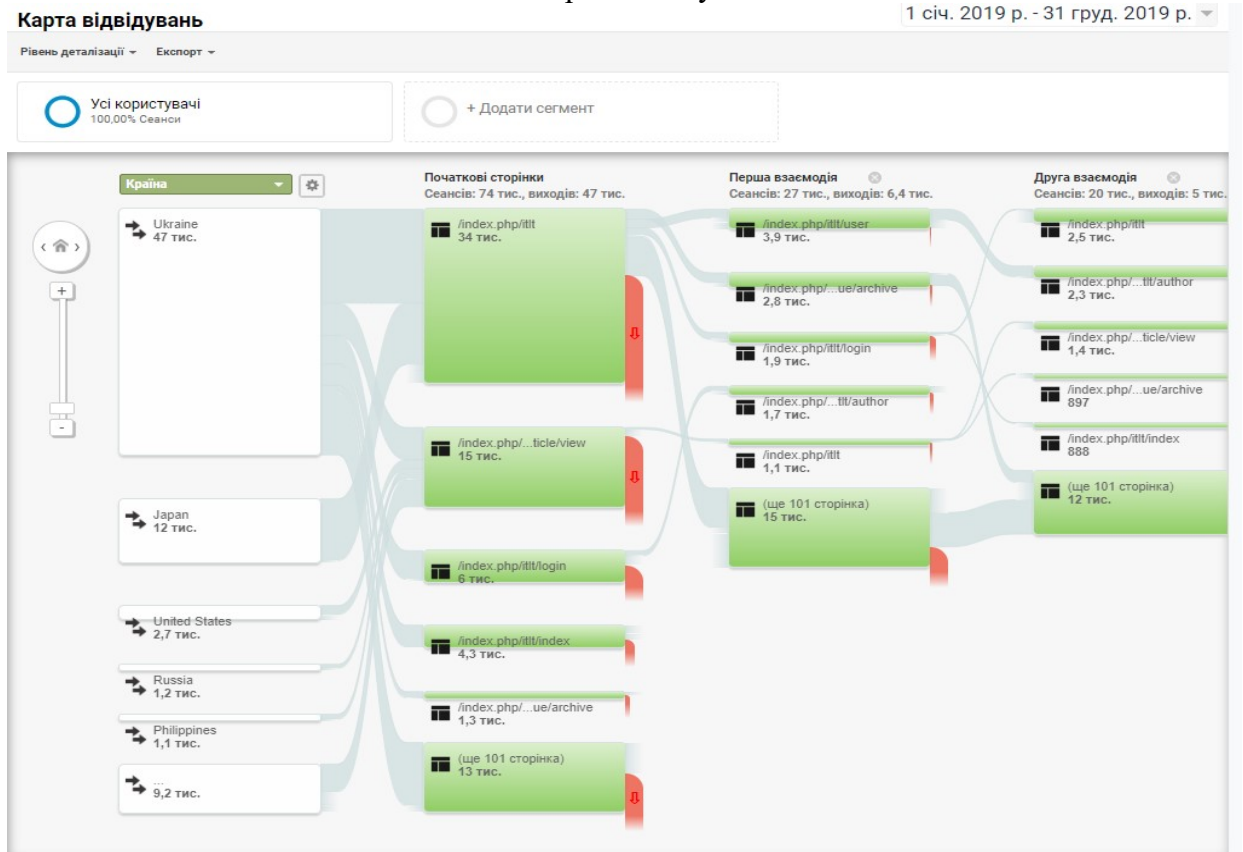 Карта відвідувань
1 січ. 2019 р. - 31 груд. 2019 р.
Рівень деталізації Експорт
Усі користувачі
100,00% Сеанси
+ Додати сегмент
Країна
Ukraine
47 тис.
Japan
12 тис.
United States
2,7 тис.
Russia
1,2 тис.
Philippines
1,1 тис.
...
9,2 тис.
Початкові сторінки
Сеансів: 74 тис., виходів: 47 тис.
/index.php/itlt
34 тис.
/index.php/...ticle/view
15 тис.
/index.php/itlt/login
6 тис.
/index.php/itlt/index
4,3 тис.
/index.php/...ue/archive
1,3 тис.
(ще 101 сторінка)
13 тис.
Перша взаємодія
Сеансів: 27 тис., виходів: 6,4 тис.
/index.php/itlt/user
3,9 тис.
/index.php/...ue/archive
2,8 тис.
/index.php/itlt/login
1,9 тис.
/index.php/...tlt/author
1,7 тис.
/index.php/itlt
1,1 тис.
(ще 101 сторінка)
15 тис.
Друга взаємодія
Сеансів: 20 тис., виходів: 5 тис.
/index.php/itlt
2,5 тис.
/index.php/...tlt/author
2,3 тис.
/index.php/...ticle/view
1,4 тис.
/index.php/...ue/archive
897
/index.php/itlt/index
888
(ще 101 сторінка)
12 тис.